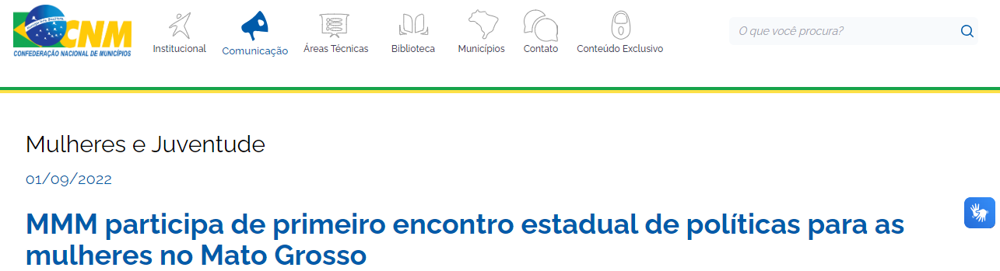 CNM
CONFEDERAÇÃO NACIONAL DE MUNICÍPIOS
Institucional
Comunicação
Áreas Técnicas
Biblioteca
Municípios
Contato
Conteúdo Exclusivo
O que você procura?
Mulheres e Juventude
01/09/2022
MMM participa de primeiro encontro estadual de políticas para as
mulheres no Mato Grosso